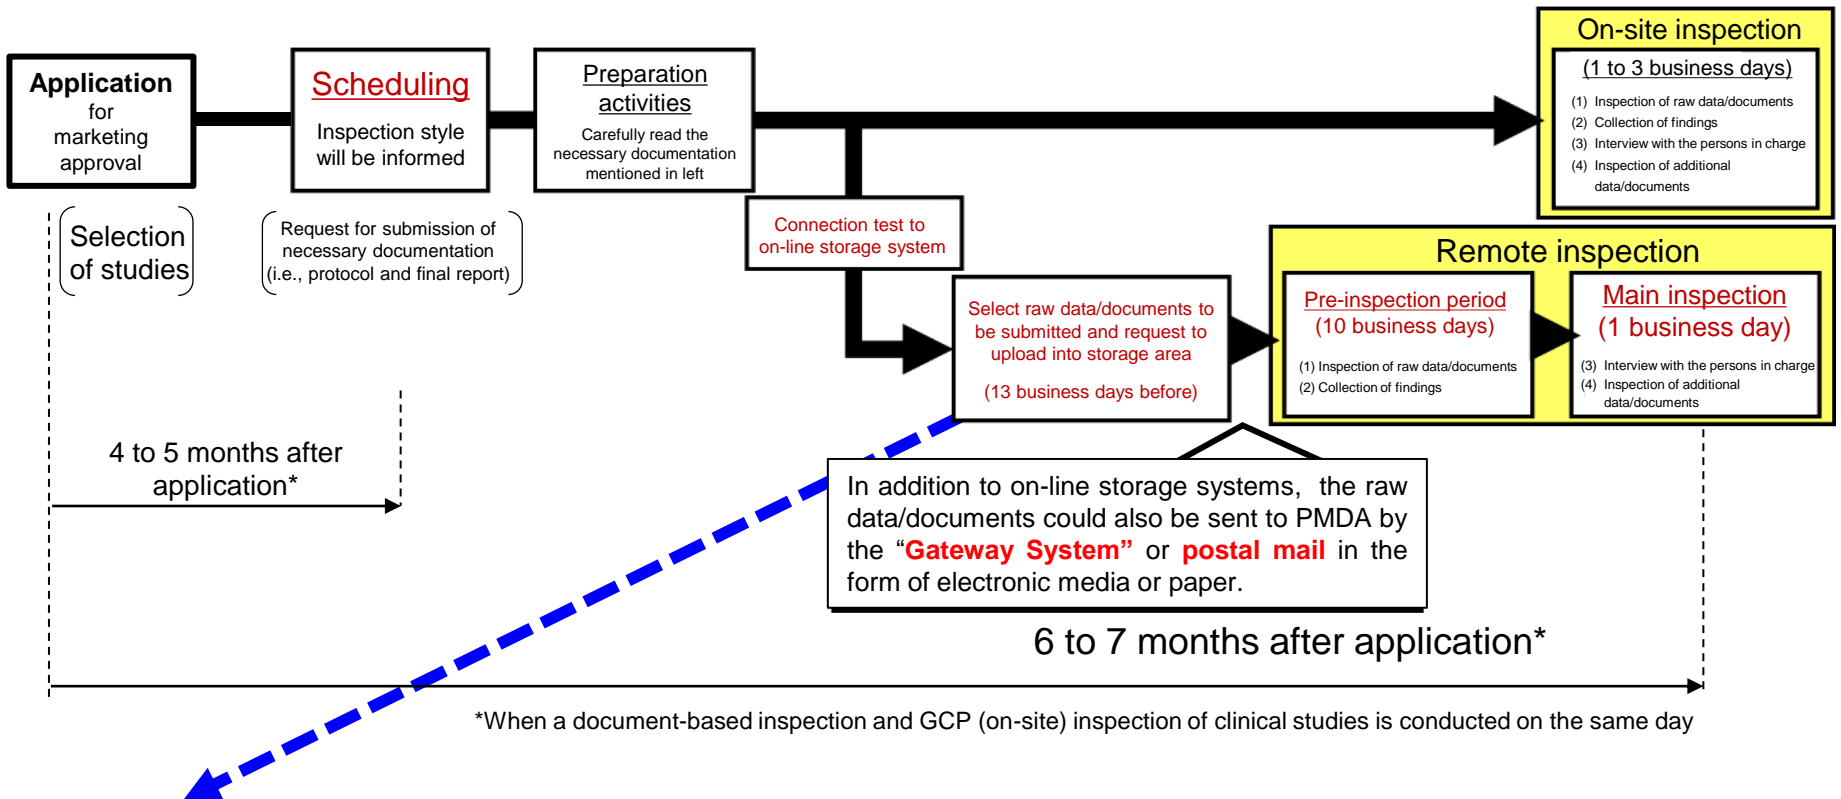 Application
for
marketing
approval
Selection
of studies
Scheduling
Inspection style
will be informed
Request for submission of
necessary documentation
(i.e., protocol and final report)
Preparation
activities
Carefully read the
necessary documentation
mentioned in left
Connection test to
on-line storage system
Select raw data/documents to
be submitted and request to
upload into storage area
(13 business days before)
On-site inspection
(1 to 3 business days)
(1) Inspection of raw data/documents
(2) Collection of findings
(3) Interview with the persons in charge
(4) Inspection of additional
data/documents
Remote inspection
Pre-inspection period
(10 business days)
(1) Inspection of raw data/documents
(2) Collection of findings
Main inspection
(1 business day)
(3) Interview with the persons in charge
(4) Inspection of additional
data/documents
4 to 5 months after
application*
In addition to on-line storage systems, the raw
data/documents could also be sent to PMDA by
the “Gateway System” or postal mail in the
form of electronic media or paper.
6 to 7 months after application*
*When a document-based inspection and GCP (on-site) inspection of clinical studies is conducted on the same day